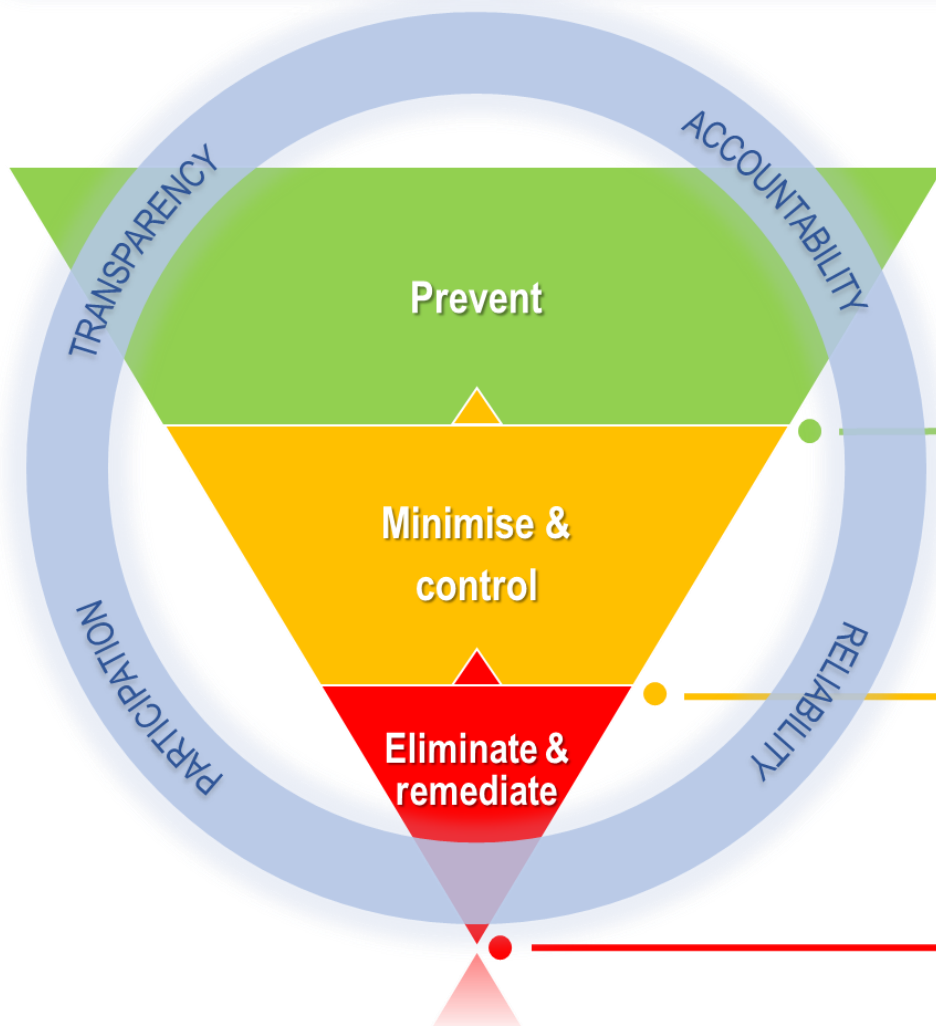 TRANSPARENCY
ACCOUNTABILITY
Prevent
Minimise &
control
PARTICIPATION
RELIABILITY
Eliminate &
remediate